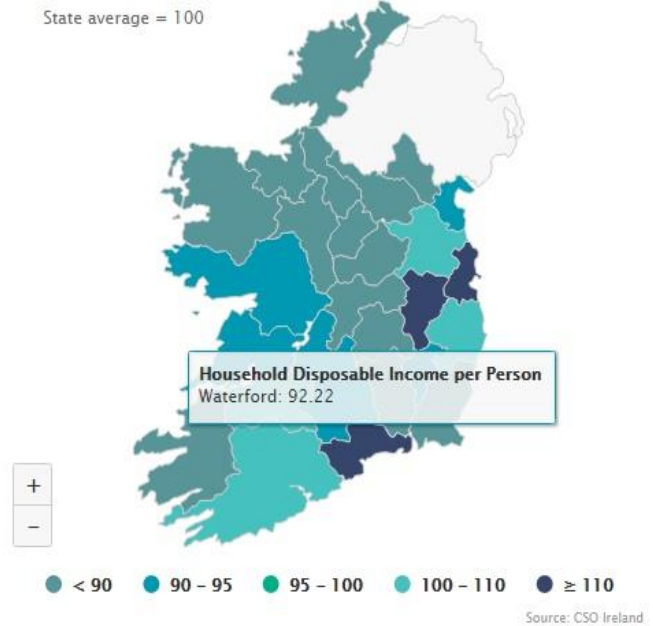 State average = 100
Household Disposable Income per Person
Waterford: 92.22
+
−
< 90 90 – 95 95 – 100 100 – 110 ≥ 110
Source: CSO Ireland